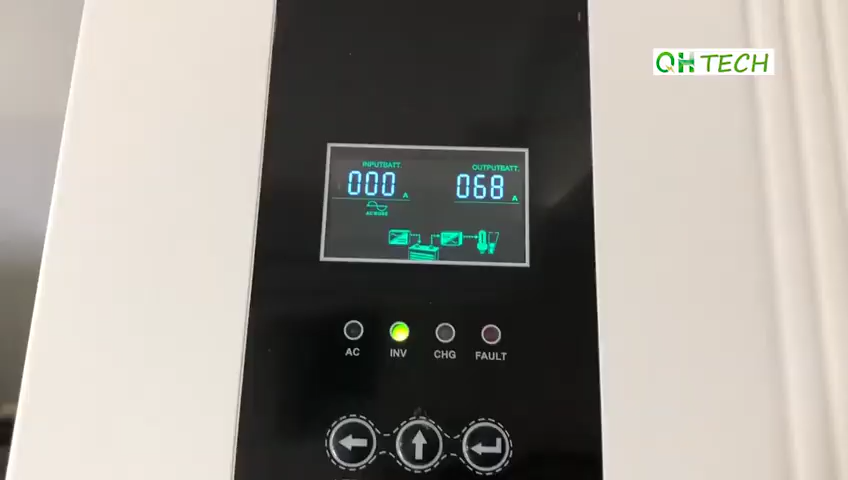 QH TECH
INPUTBATT. OUTPUTBATT.
000 A 068 A
AC MODE
AC INV CHG FAULT